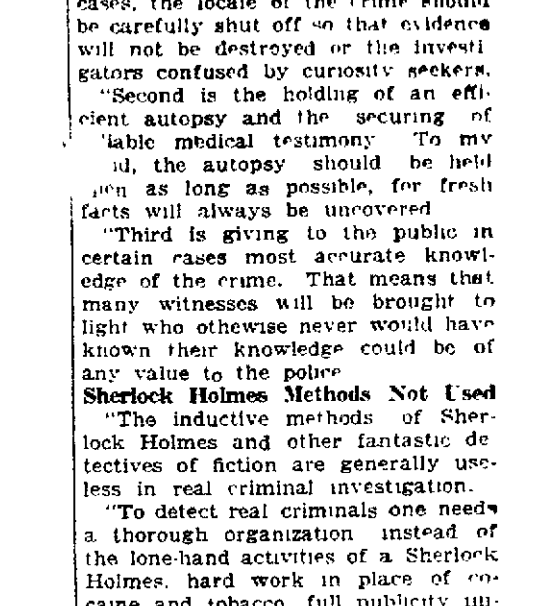 cases, the locale of the crime should
be carefully shut off so that evidence
will not be destroyed or the investi
gators confused by curiosity seekers.
"Second is the holding of an effi-
cient autopsy and the securing of
iable medical testimony To my
id, the autopsy should be held
pen as long as possible, for fresh
facts will always be uncovered
"Third is giving to the public in
certain cases most accurate knowl-
edge of the crime. That means that
many witnesses will be brought to
light who othewise never would have
known their knowledge could be of
any value to the police
Sherlock Holmes Methods Not Used
"The inductive methods of Sher-
lock Holmes and other fantastic de
tectives of fiction are generally use-
less in real criminal investigation.
"To detect real criminals one needs
a thorough organization instead of
the lone-hand activities of a Sherlock
Holmes, hard work in place of co-
caine and tobacco, full publicity un-